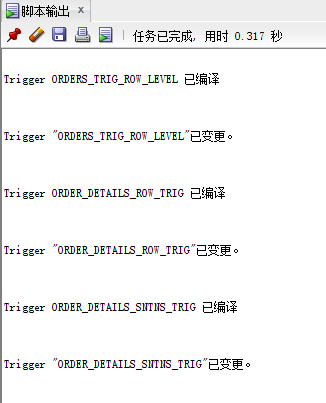 脚本输出 ×
任务已完成, 用时 0.317 秒
Trigger ORDERS_TRIG_ROW_LEVEL 已编译
Trigger "ORDERS_TRIG_ROW_LEVEL"已变更。
Trigger ORDER_DETAILS_ROW_TRIG 已编译
Trigger "ORDER_DETAILS_ROW_TRIG"已变更。
Trigger ORDER_DETAILS_SNTNS_TRIG 已编译
Trigger "ORDER_DETAILS_SNTNS_TRIG"已变更。